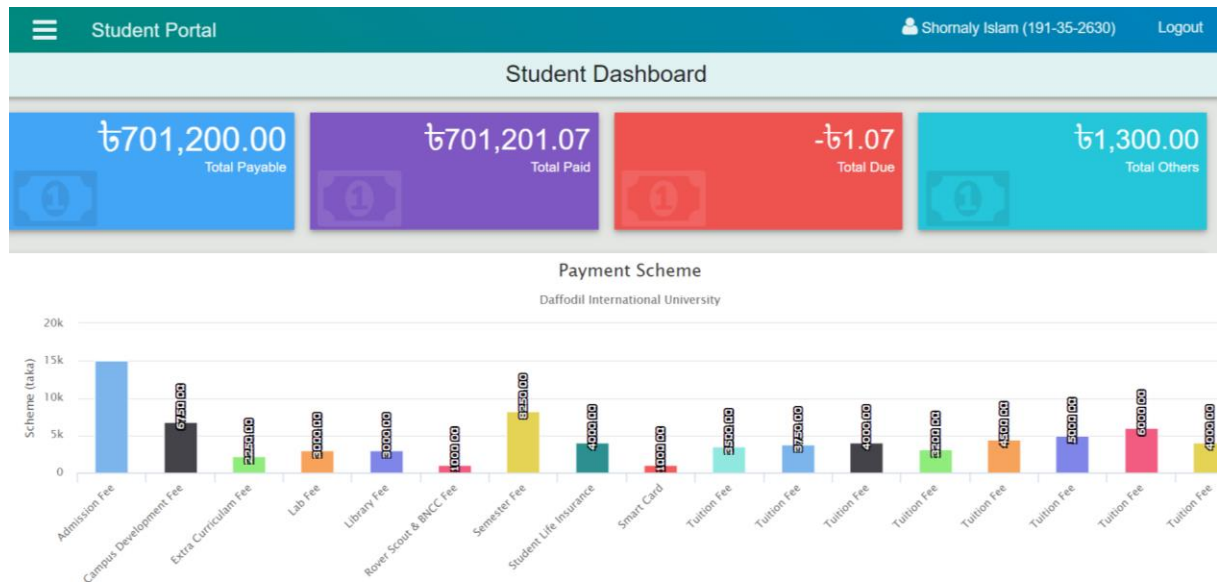 Student Portal
Shornaly Islam (191-35-2630)
Logout
Student Dashboard
৳701,200.00
Total Payable
৳701,201.07
Total Paid
-৳1.07
Total Due
৳1,300.00
Total Others
1
1
1
1
Payment Scheme
Daffodil International University
Scheme (taka)
20k
15k
10k
5k
0
6750.00
2250.00
3000.00
3000.00
1000.00
8250.00
4000.00
1000.00
3500.00
3750.00
4000.00
3200.00
4500.00
5000.00
6000.00
4000.00
Admission Fee
Campus Development Fee
Extra Curriculam Fee
Lab Fee
Library Fee
Rover Scout & BNCC Fee
Semester Fee
Student Life Insurance
Smart Card
Tuition Fee
Tuition Fee
Tuition Fee
Tuition Fee
Tuition Fee
Tuition Fee
Tuition Fee
Tuition Fee